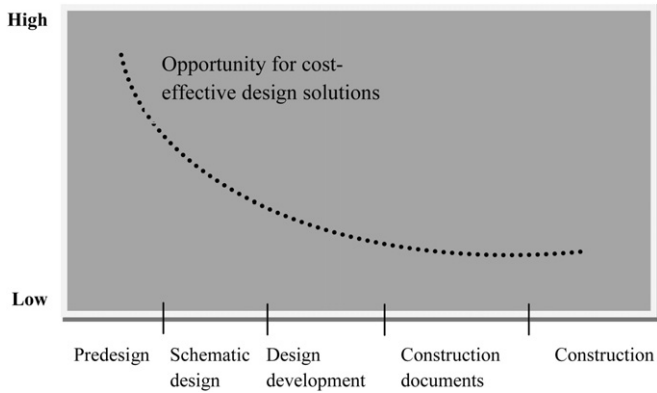 High
Opportunity for cost-
effective design solutions
Low
Predesign
Schematic
design
Design
development
Construction
documents
Construction